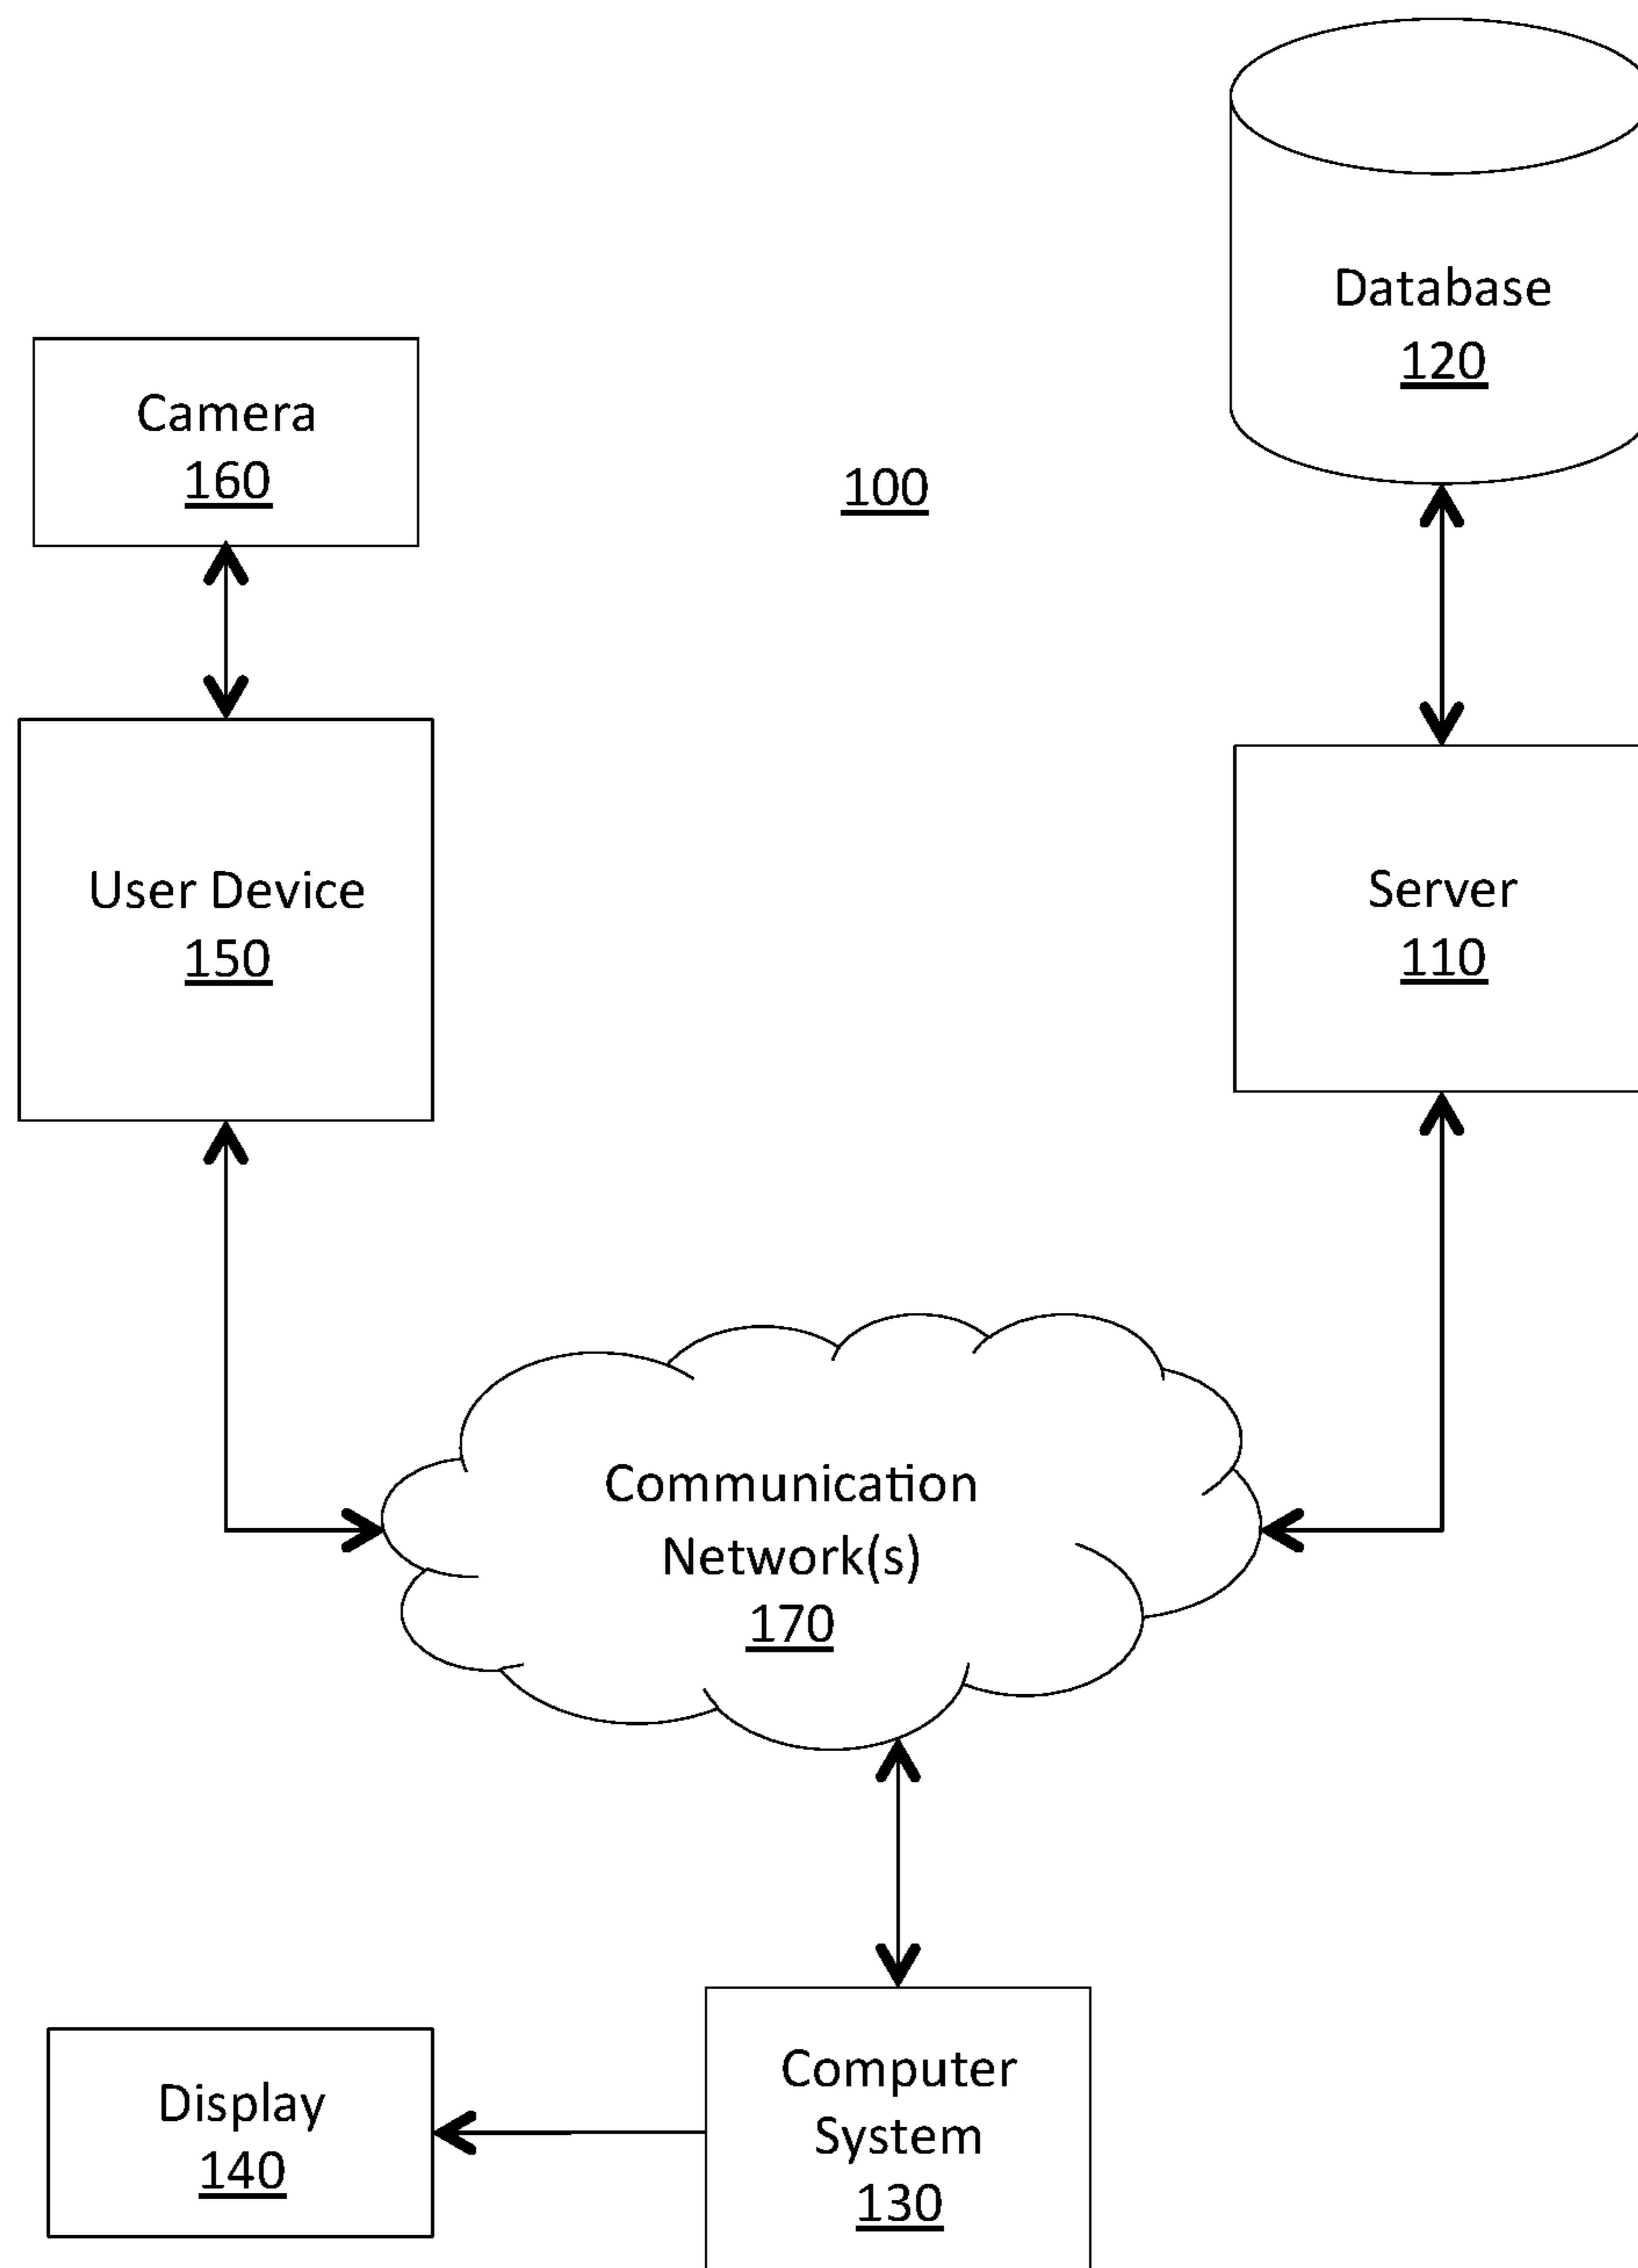 Database
120
Camera
160
100
User Device
150
Server
110
Communication
Network(s)
170
Computer
System
130
Display
140